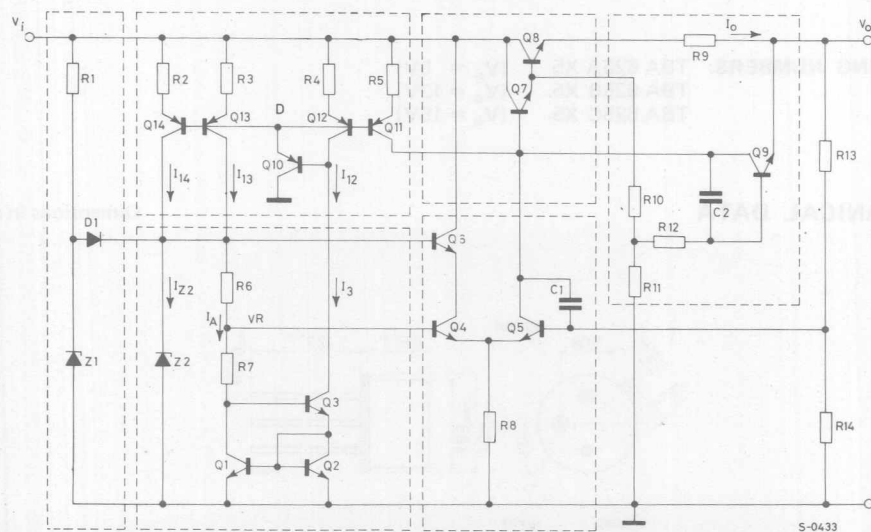 Vi
Q8
Io
Vo
R1
R2
R3
R4
R5
R9
Q7
D
Q14
Q13
Q12
Q11
Q10
Q9
R13
I14
I13
I12
C2
R10
D1
R12
Q6
IZ2
R6
I3
C1
R11
IA
VR
Q4
Q5
Z1
Z2
R7
Q3
R8
R14
Q1
Q2
S-0433